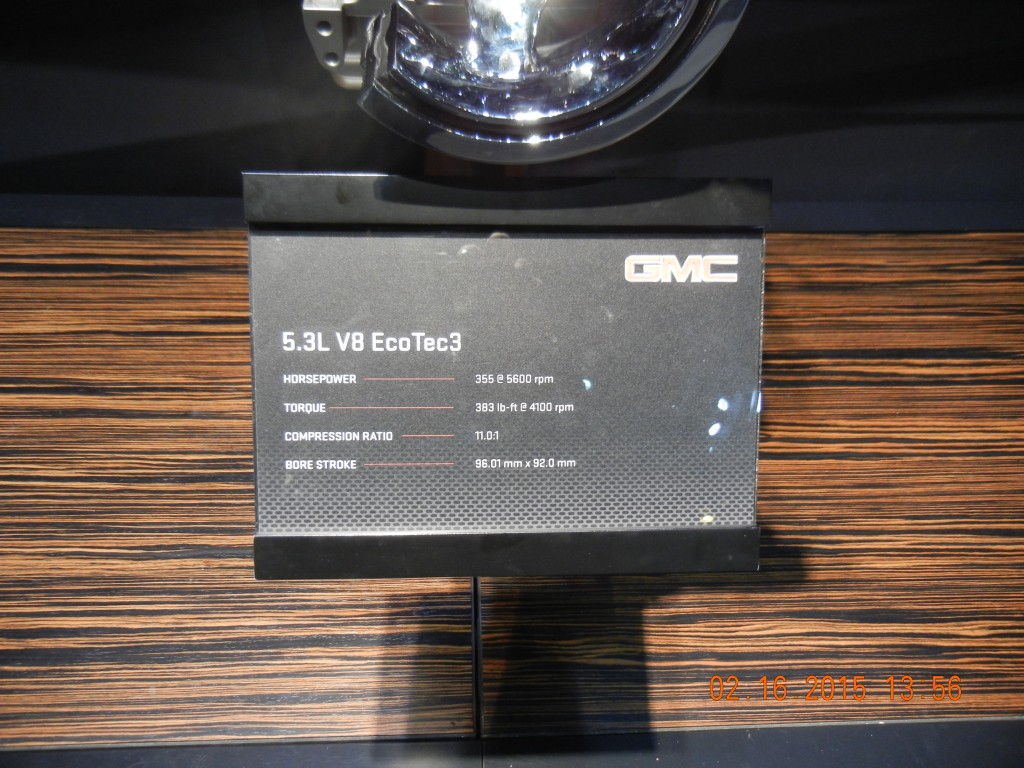 GMC
5.3L V8 EcoTec3
HORSEPOWER 355 @ 5600 rpm
TORQUE 383 lb-ft @ 4100 rpm
COMPRESSION RATIO 11.0:1
BORE STROKE 96.01 mm x 92.0 mm
02.16 2015 13 56